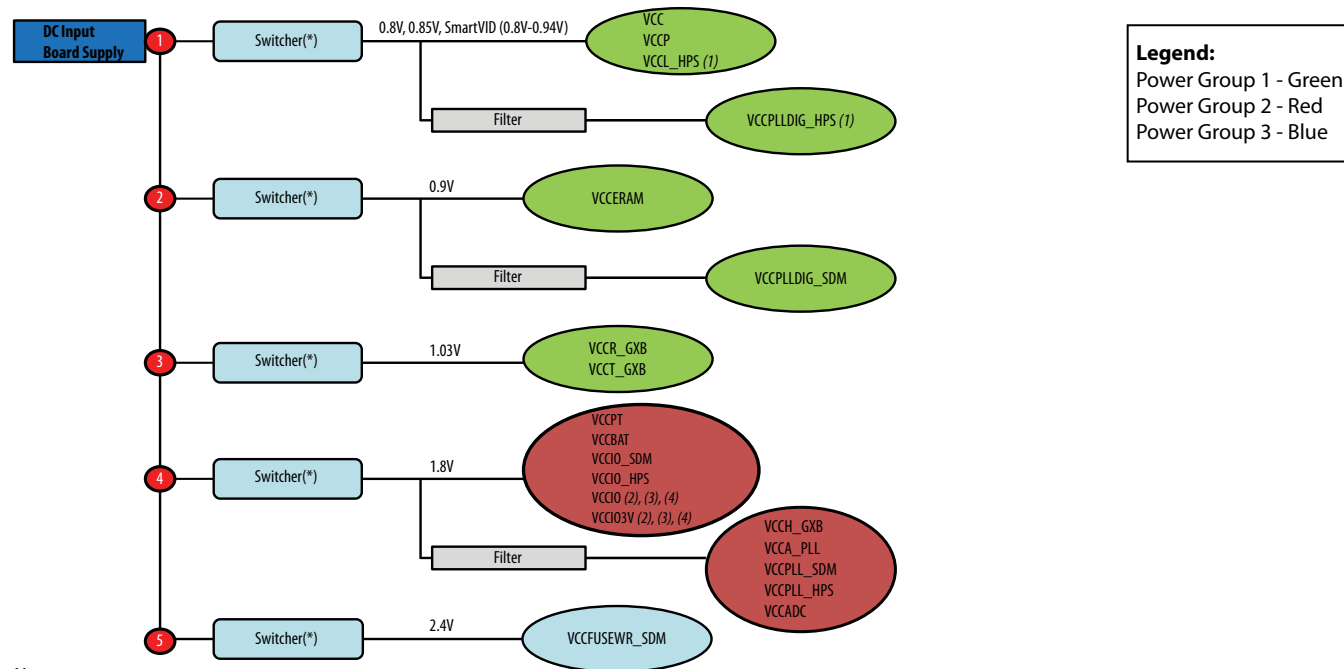 DC Input
Board Supply
1
Switcher(*)
0.8V, 0.85V, SmartVID (0.8V-0.94V)
VCC
VCCP
VCCL_HPS (1)
Filter
VCCPLLDIG_HPS (1)
Legend:
Power Group 1 - Green
Power Group 2 - Red
Power Group 3 - Blue
2
Switcher(*)
0.9V
VCCERAM
Filter
VCCPLLDIG_SDM
3
Switcher(*)
1.03V
VCCR_GXB
VCCT_GXB
4
Switcher(*)
1.8V
VCCPT
VCCBAT
VCCIO_SDM
VCCIO_HPS
VCCIO (2), (3), (4)
VCCIO3V (2), (3), (4)
Filter
VCCH_GXB
VCCA_PLL
VCCPLL_SDM
VCCPLL_HPS
VCCADC
5
Switcher(*)
2.4V
VCCFUSEWR_SDM